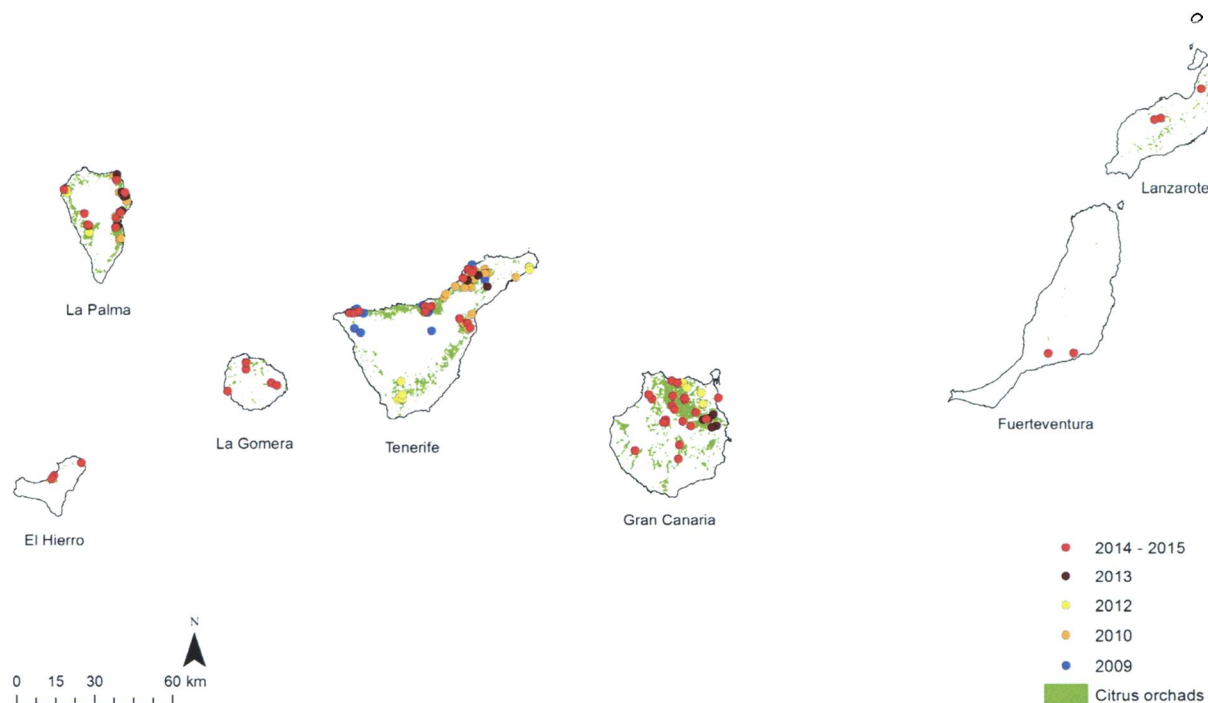 Lanzarote
La Palma
Fuerteventura
La Gomera
Tenerife
Gran Canaria
El Hierro
2014 - 2015
2013
2012
2010
2009
Citrus orchads
N
0 15 30 60 km